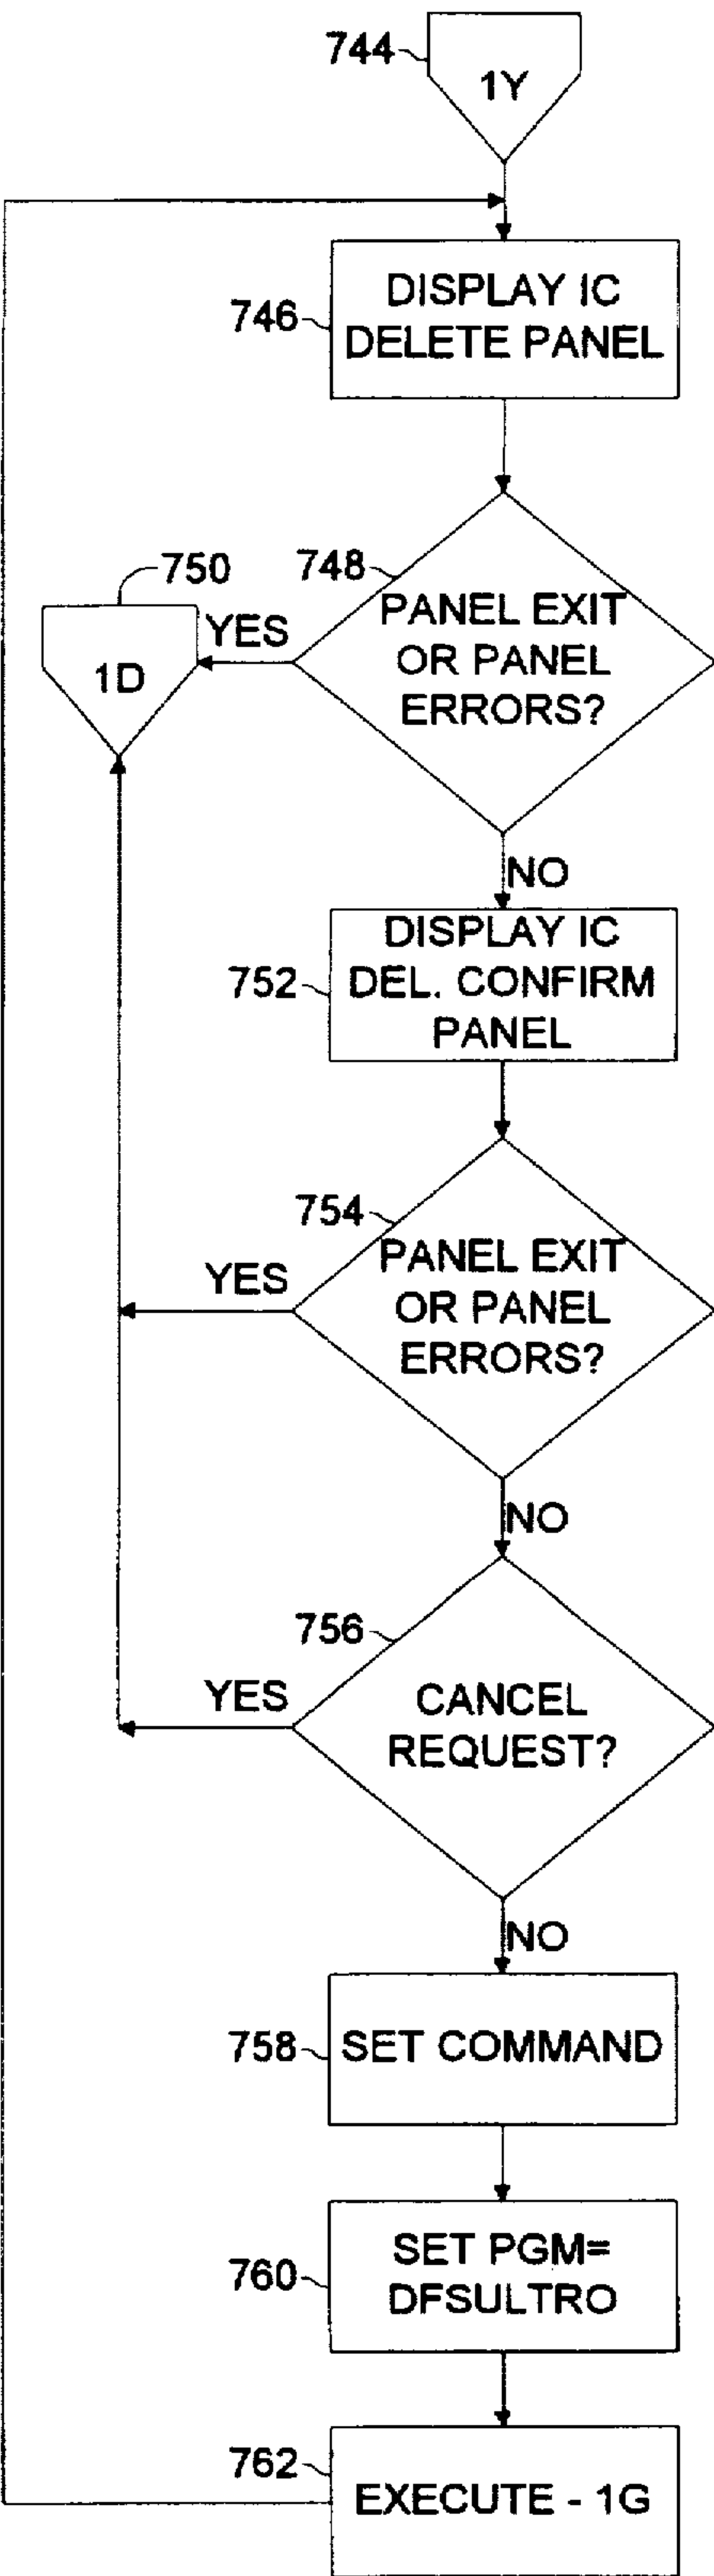 744
1Y
746
DISPLAY IC
DELETE PANEL
748
PANEL EXIT
OR PANEL
ERRORS?
750
YES
1D
NO
752
DISPLAY IC
DEL. CONFIRM
PANEL
754
PANEL EXIT
OR PANEL
ERRORS?
YES
NO
756
CANCEL
REQUEST?
YES
NO
758
SET COMMAND
760
SET PGM=
DFSULTRO
762
EXECUTE - 1G